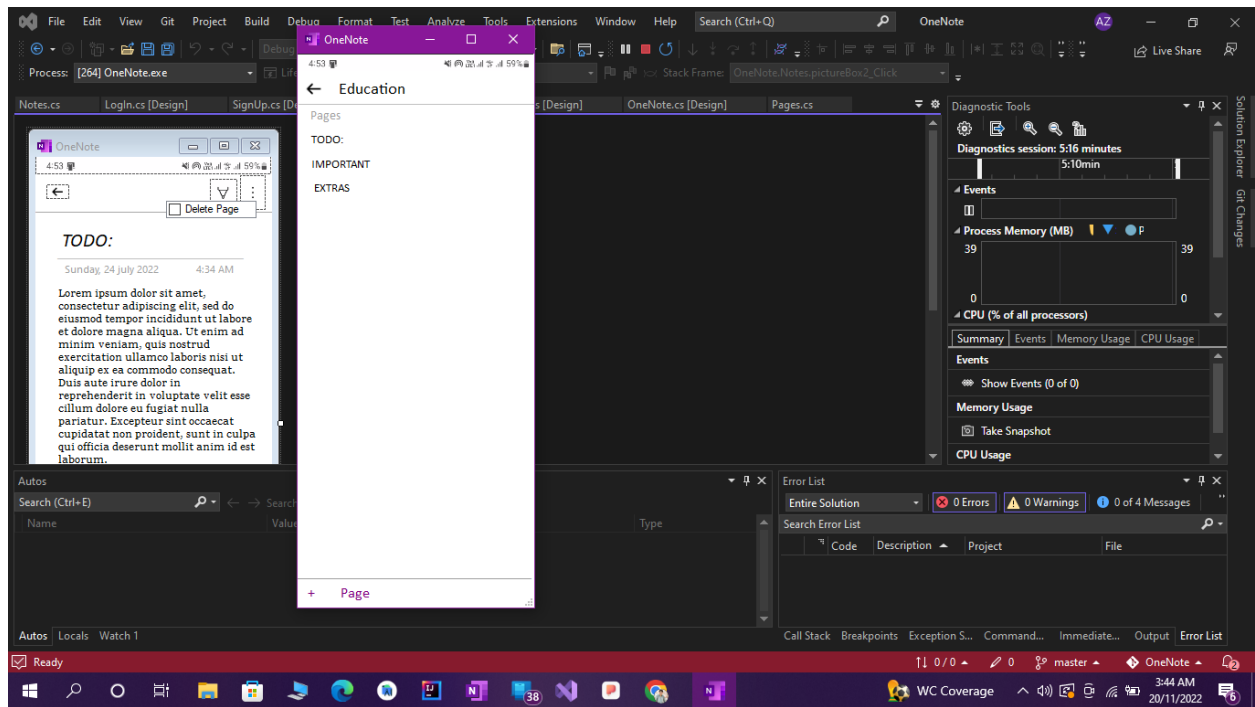 File Edit View Git Project Build Debug Format Test Analyze Tools Extensions Window Help Search (Ctrl+Q) OneNote AZ
Debug Live Share
Process: [264] OneNote.exe Stack Frame: OneNote.Notes.pictureBox2_Click
Notes.cs LogIn.cs [Design] OneNote.cs [Design] Pages.cs
OneNote
4:53 59%
Delete Page
TODO:
Sunday, 24 july 2022 4:34 AM
Lorem ipsum dolor sit amet,
consectetur adipiscing elit, sed do
eiusmod tempor incididunt ut labore
et dolore magna aliqua. Ut enim ad
minim veniam, quis nostrud
exercitation ullamco laboris nisi ut
aliquip ex ea commodo consequat.
Duis aute irure dolor in
reprehenderit in voluptate velit esse
cillum dolore eu fugiat nulla
pariatur. Excepteur sint occaecat
cupidatat non proident, sunt in culpa
qui officia deserunt mollit anim id est
laborum.
OneNote
4:53 59%
Education
Pages
TODO:
IMPORTANT
EXTRAS
+ Page
Diagnostic Tools
Diagnostics session: 5:16 minutes
5:10min
Events
Process Memory (MB) P
39 39
0 0
CPU (% of all processors)
Summary Events Memory Usage CPU Usage
Events
Show Events (0 of 0)
Memory Usage
Take Snapshot
CPU Usage
Solution Explorer
Git Changes
Autos
Search (Ctrl+E)
Name Type
Error List
Entire Solution 0 Errors 0 Warnings 0 of 4 Messages
Search Error List
Code Description Project File
Autos Locals Watch 1
Call Stack Breakpoints Exception S... Command... Immediate... Output Error List
Ready 0 / 0 0 master OneNote 2
38 WC Coverage 3:44 AM
20/11/2022 6